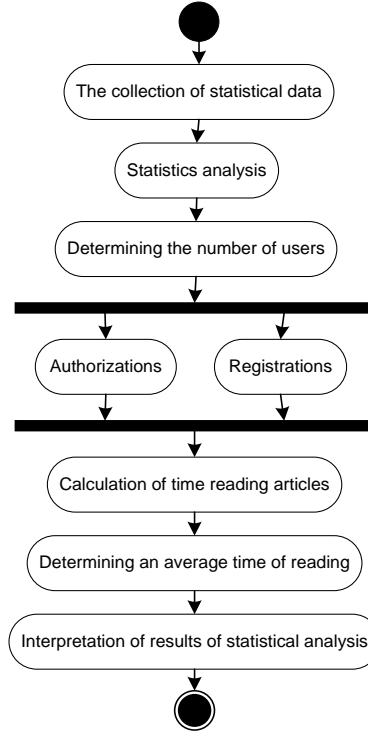 The collection of statistical data
Statistics analysis
Determining the number of users
Authorizations
Registrations
Calculation of time reading articles
Determining an average time of reading
Interpretation of results of statistical analysis